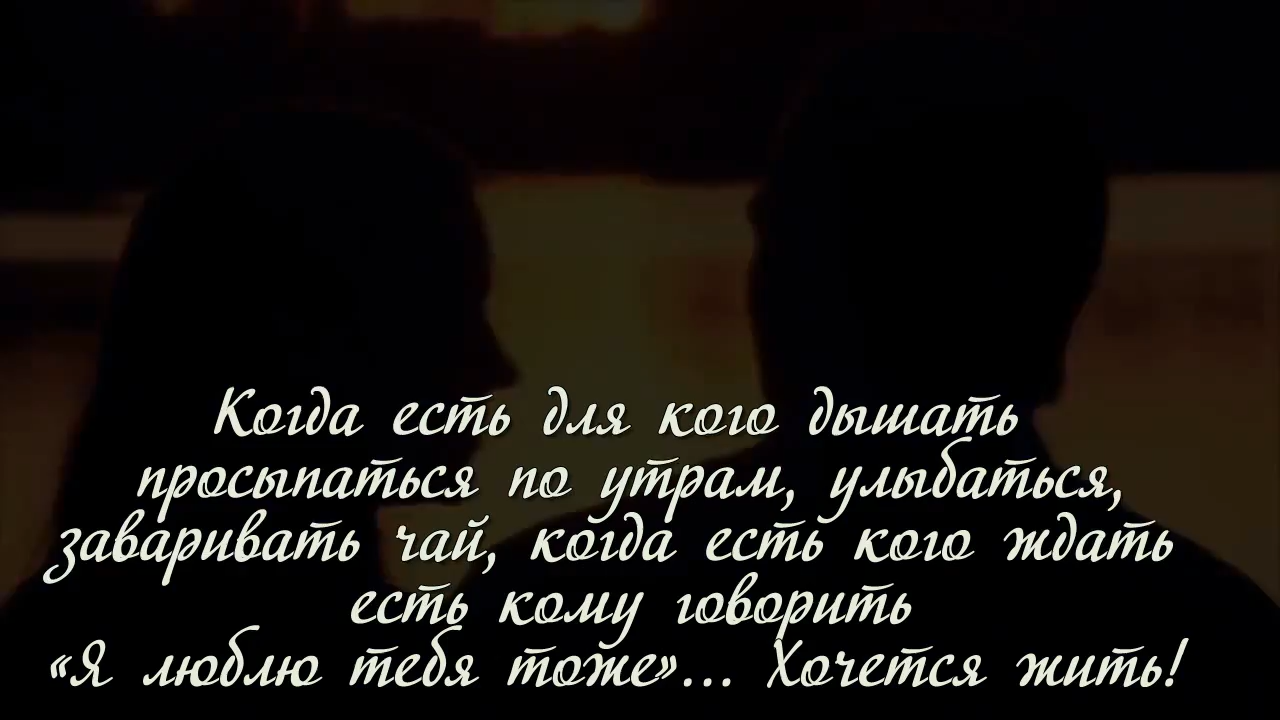 Когда есть для кого дышать
просыпаться по утрам, улыбаться,
заваривать чай, когда есть кого ждать
есть кому говорить
«Я люблю тебя тоже»... Хочется жить!